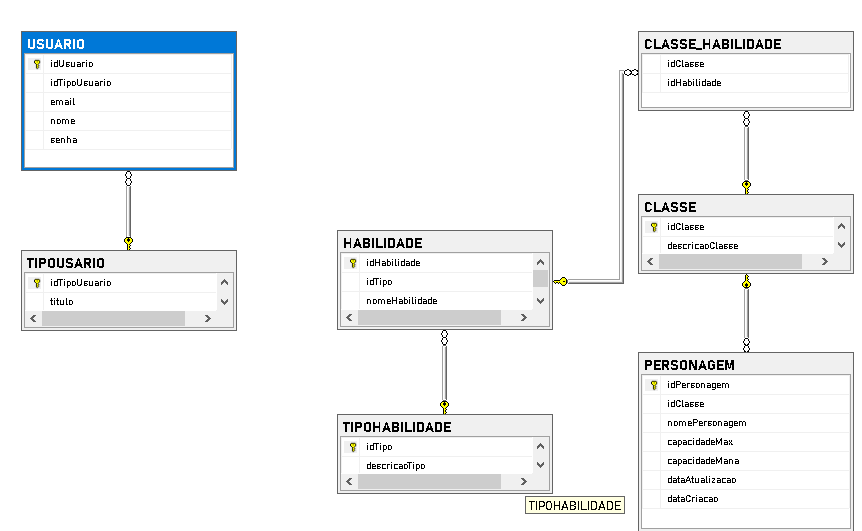 USUARIO
idUsuario
idTipoUsuario
email
nome
senha
TIPOUSARIO
idTipoUsuario
titulo
HABILIDADE
idHabilidade
idTipo
nomeHabilidade
TIPOHABILIDADE
idTipo
descricaoTipo
TIPOHABILIDADE
CLASSE_HABILIDADE
idClasse
idHabilidade
CLASSE
idClasse
descricaoClasse
PERSONAGEM
idPersonagem
idClasse
nomePersonagem
capacidadeMax
capacidadeMana
dataAtualizacao
dataCriacao